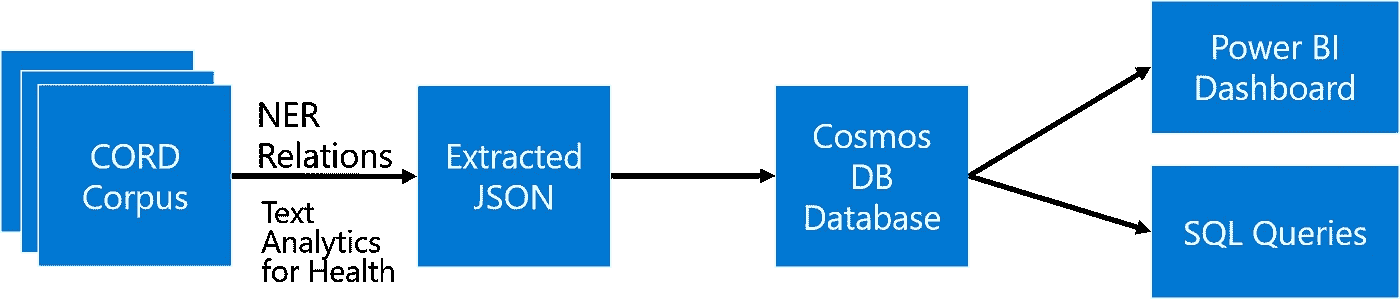 CORD
Corpus
NER
Relations
Text
Analytics
for Health
Extracted
JSON
Cosmos
DB
Database
Power BI
Dashboard
SQL Queries